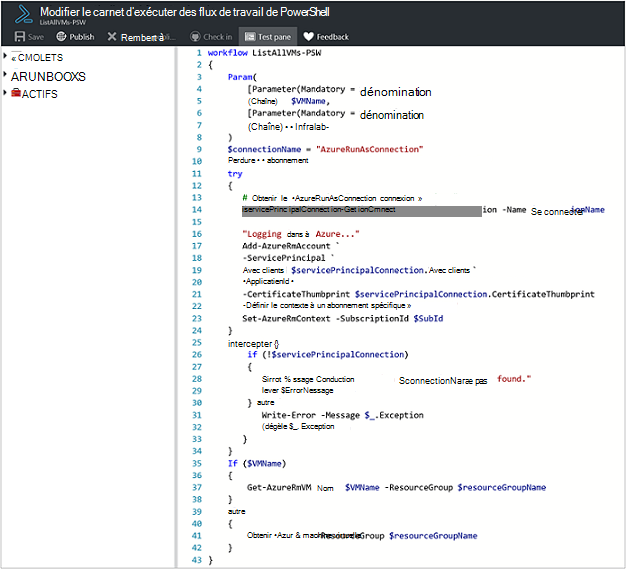 Modifier le carnet d'exécuter des flux de travail de PowerShell
ListAllVMs-PSW
Save Publish Rembert à Check in Test pane Feedback
« CMOLETS
ARUNBOOXS
ACTIFS
1 workflow ListAllVMs-PSW
2 {
3 Param(
4 [Parameter(Mandatory = dénomination
5 (Chaîne) $VMName,
6 [Parameter(Mandatory = dénomination
7 (Chaîne) • • Infralab-
8 )
9 $connectionName = "AzureRunAsConnection"
10 Perdure • • abonnement
11 try
12 {
13 # Obtenir le •AzureRunAsConnection connexion »
14 ion -Name Se connecter ionName
15
16 "Logging dans à Azure..."
17 Add-AzureRmAccount `
18 -ServicePrincipal `
19 Avec clients $servicePrincipalConnection. Avec clients `
20 •ApplicatienId •
21 -CertificateThumbprint $servicePrincipalConnection.CertificateThumbprint
22 -Définir le contexte à un abonnement spécifique »
23 Set-AzureRmContext -SubscriptionId $SubId
24 }
25 intercepter {}
26 if (!$servicePrincipalConnection)
27 {
28 Sirrot % ssage Conduction SconnectionNaræ pas found."
29 lever $ErrorNessage
30 } autre
31 Write-Error -Message $_.Exception
32 (dégèle $_. Exception
33 }
34 }
35 If ($VMName)
36 {
37 Get-AzureRmVM Nom $VMName -ResourceGroup $resourceGroupName
38 }
39 autre
40 {
41 Obtenir •Azur & ResourceGroup $resourceGroupName
42 }
43 }